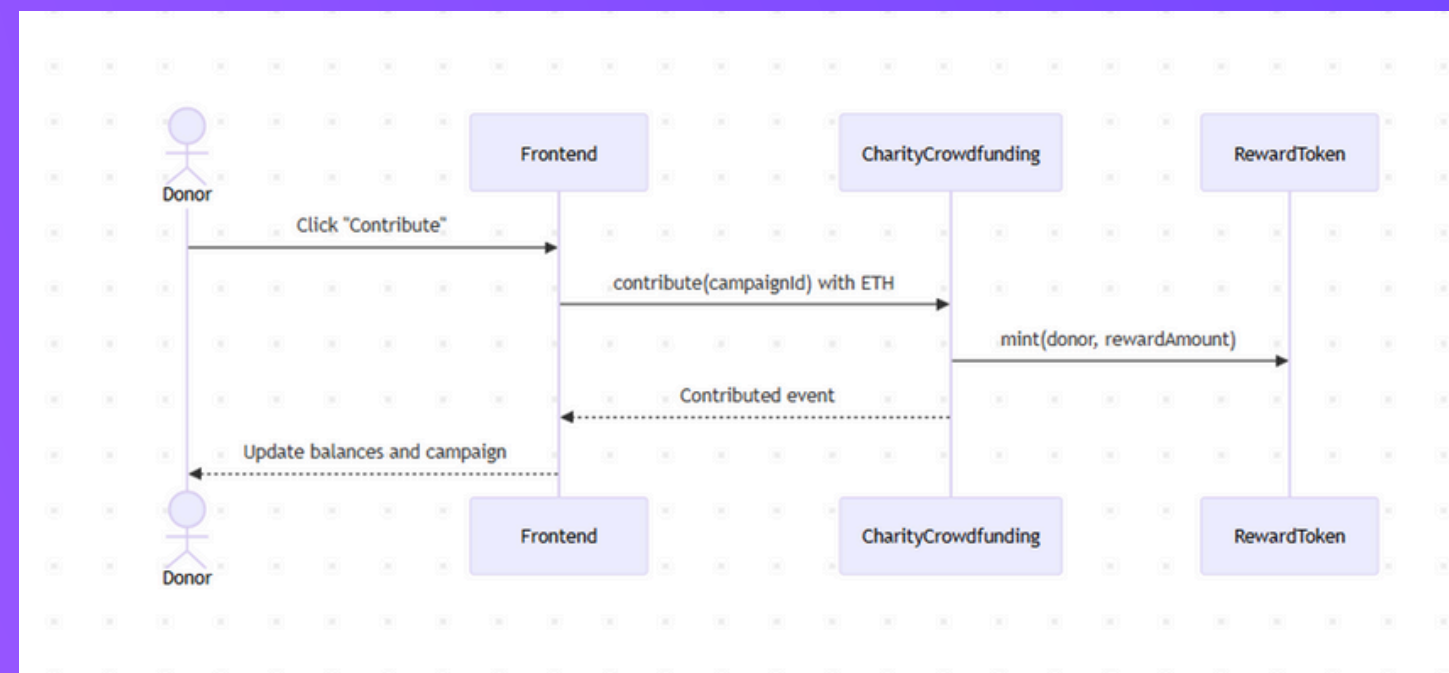 Donor
Frontend
CharityCrowdfunding
RewardToken
Click "Contribute"
contribute(campaignId) with ETH
mint(donor, rewardAmount)
Contributed event
Update balances and campaign
Donor
Frontend
CharityCrowdfunding
RewardToken